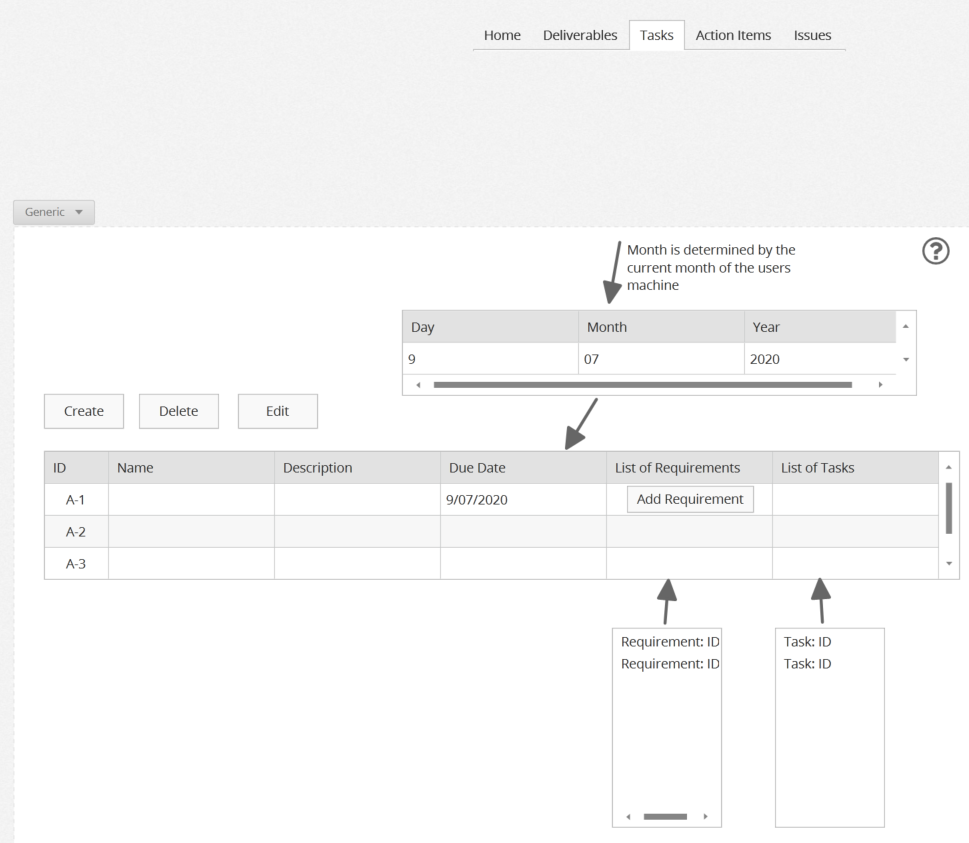 Home Deliverables Tasks Action Items Issues
Generic
Month is determined by the
current month of the users
machine
?
Day Month Year
9 07 2020
Create Delete Edit
ID Name Description Due Date List of Requirements List of Tasks
A-1 9/07/2020 Add Requirement
A-2
A-3
Requirement: ID Task: ID
Requirement: ID Task: ID